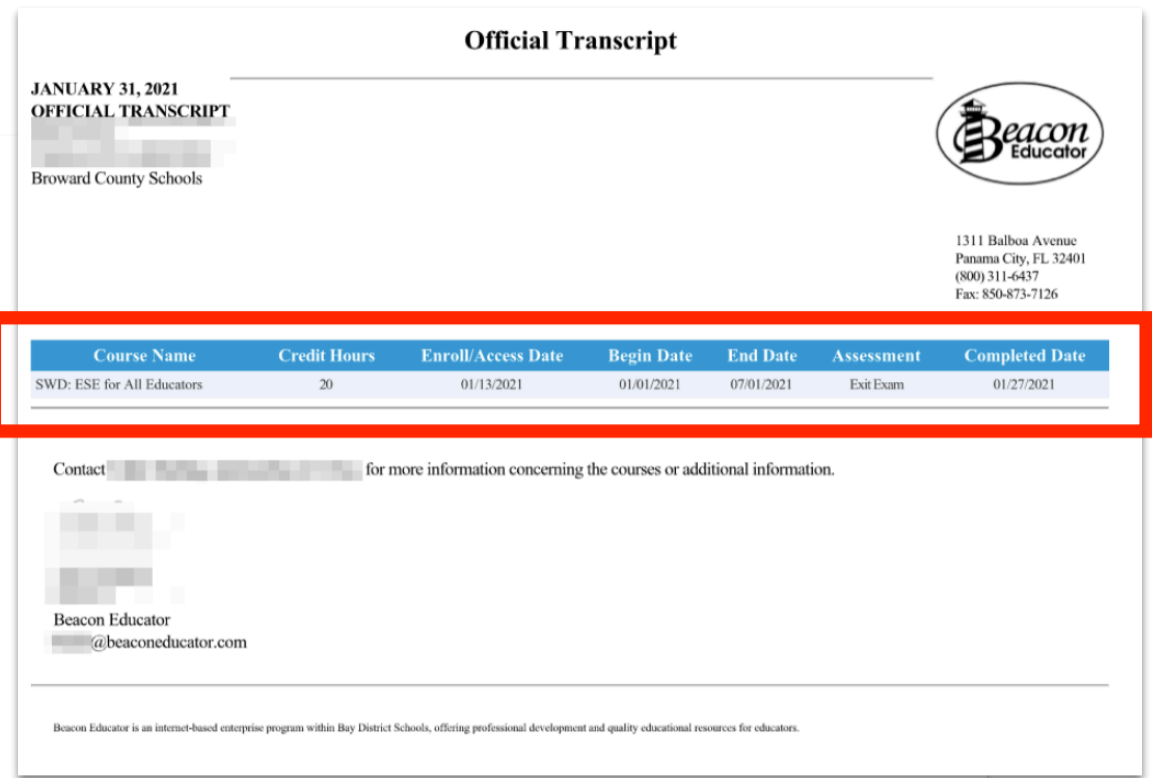 Official Transcript
JANUARY 31, 2021
OFFICIAL TRANSCRIPT
Broward County Schools
Beacon
Educator
1311 Balboa Avenue
Panama City, FL 32401
(800) 311-6437
Fax: 850-873-7126
Course Name Credit Hours Enroll/Access Date Begin Date End Date Assessment Completed Date
SWD: ESE for All Educators 20 01/13/2021 01/01/2021 07/01/2021 Exit Exam 01/27/2021
Contact for more information concerning the courses or additional information.
Beacon Educator
@beaconeducator.com
Beacon Educator is an internet-based enterprise program within Bay District Schools, offering professional development and quality educational resources for educators.